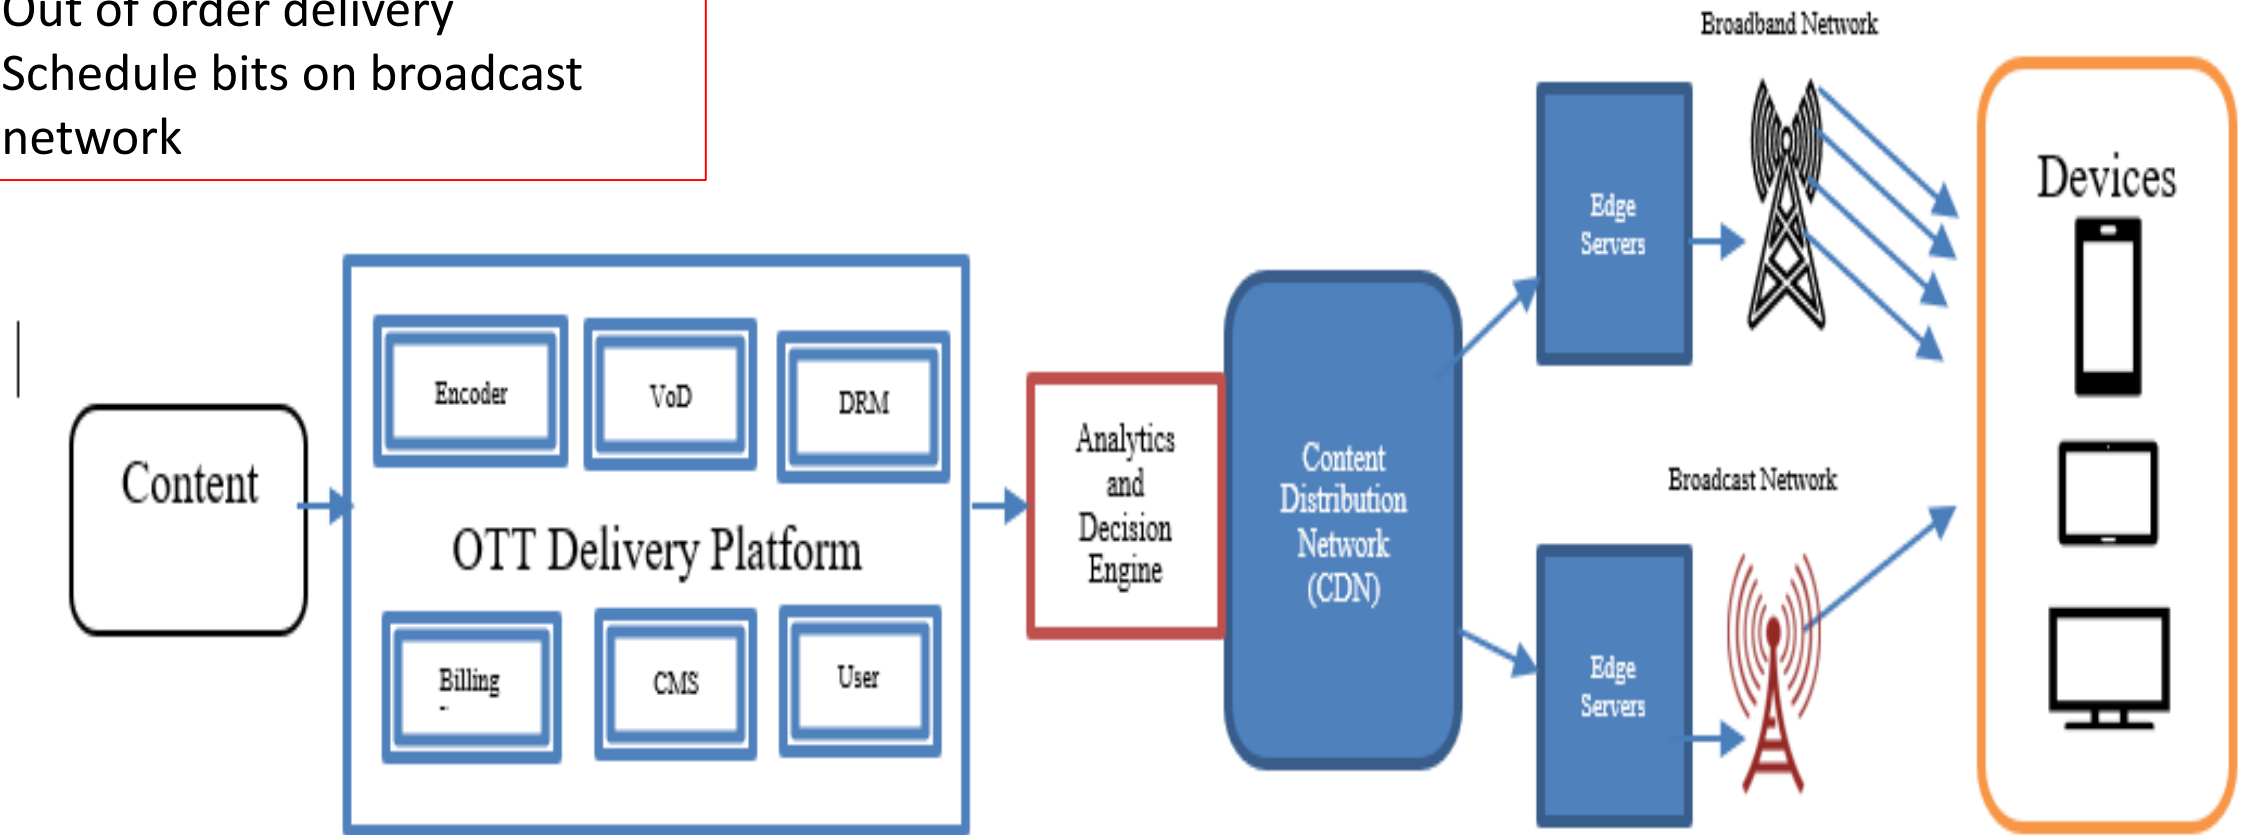 Out of order delivery
Schedule bits on broadcast
network
Broadband Network
Devices
Edge
Servers
Encoder
VoD
DRM
Content
OTT Delivery Platform
Analytics
and
Decision
Engine
Content
Distribution
Network
(CDN)
Broadcast Network
Billing
CMS
User
Edge
Servers